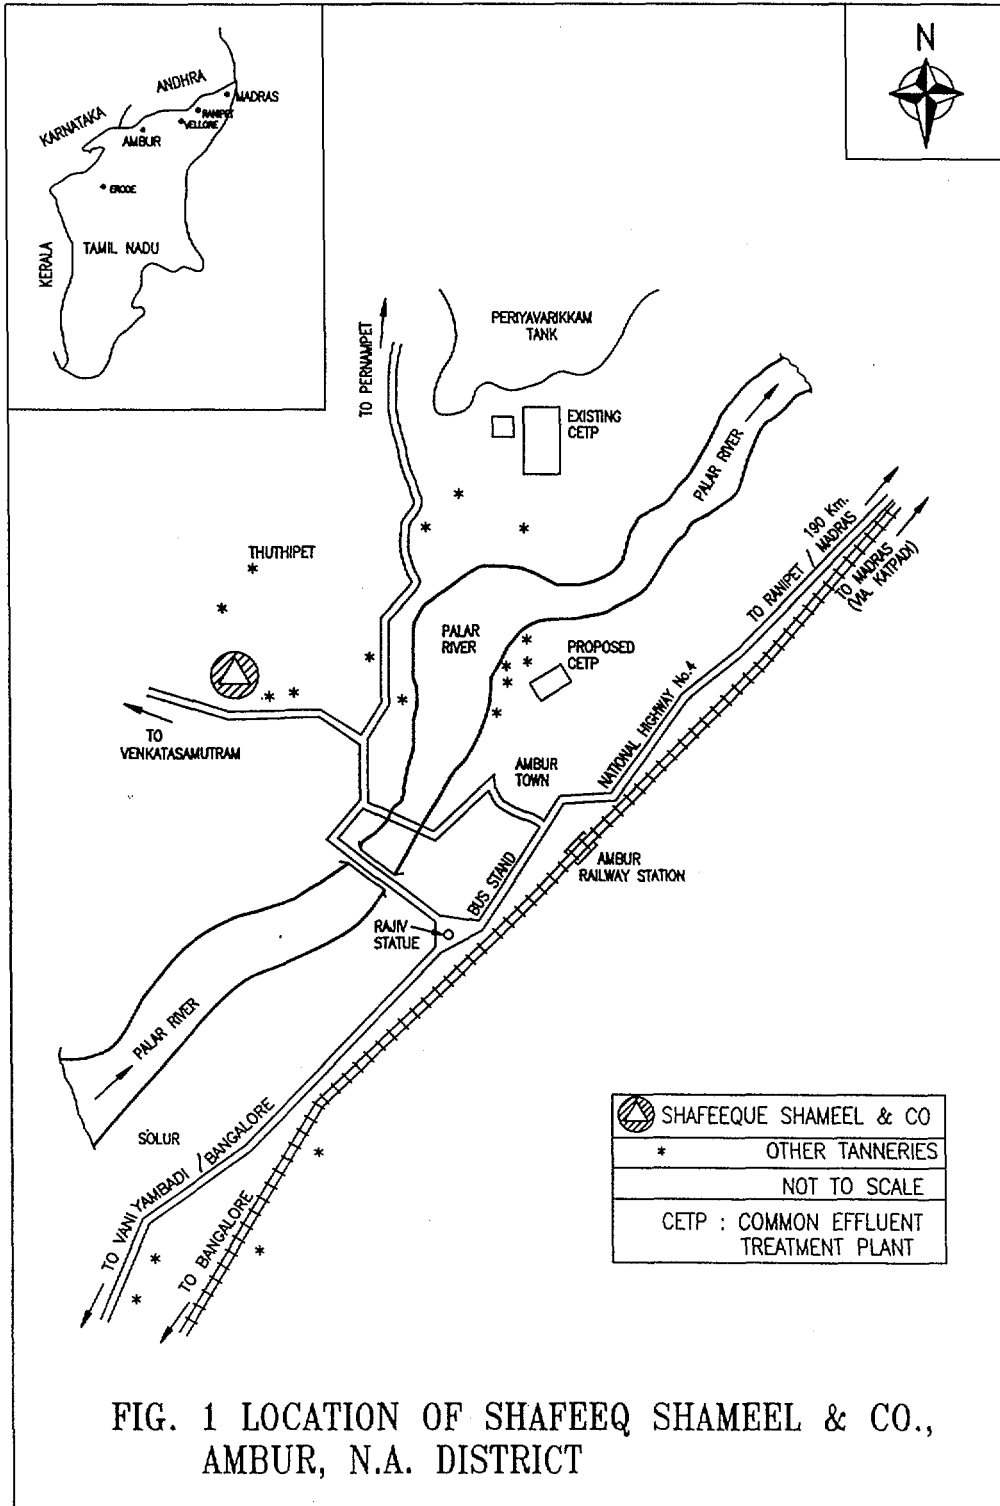 N
ANDHRA
KARNATAKA
MADRAS
RANIPET
VELLORE
AMBUR
ERODE
KERALA
TAMIL NADU
TO PERNAMPET
PERIYAVARIKKAM
TANK
EXISTING
CETP
PALAR RIVER
190 Km.
TO RANIPET / MADRAS
TO MADRAS
(VIA. KATPADI)
THUTHIPET
*
PALAR
RIVER
PROPOSED
CETP
NATIONAL HIGHWAY No.4
TO
VENKATASAMUTRAM
AMBUR
TOWN
BUS STAND
AMBUR
RAILWAY STATION
RAJIV
STATUE
PALAR RIVER
SOLUR
TO VANIYAMBADI / BANGALORE
TO BANGALORE
SHAFEEQUE SHAMEEL & CO
* OTHER TANNERIES
NOT TO SCALE
CETP : COMMON EFFLUENT
TREATMENT PLANT
FIG. 1 LOCATION OF SHAFEEQ SHAMEEL & CO.,
AMBUR, N.A. DISTRICT